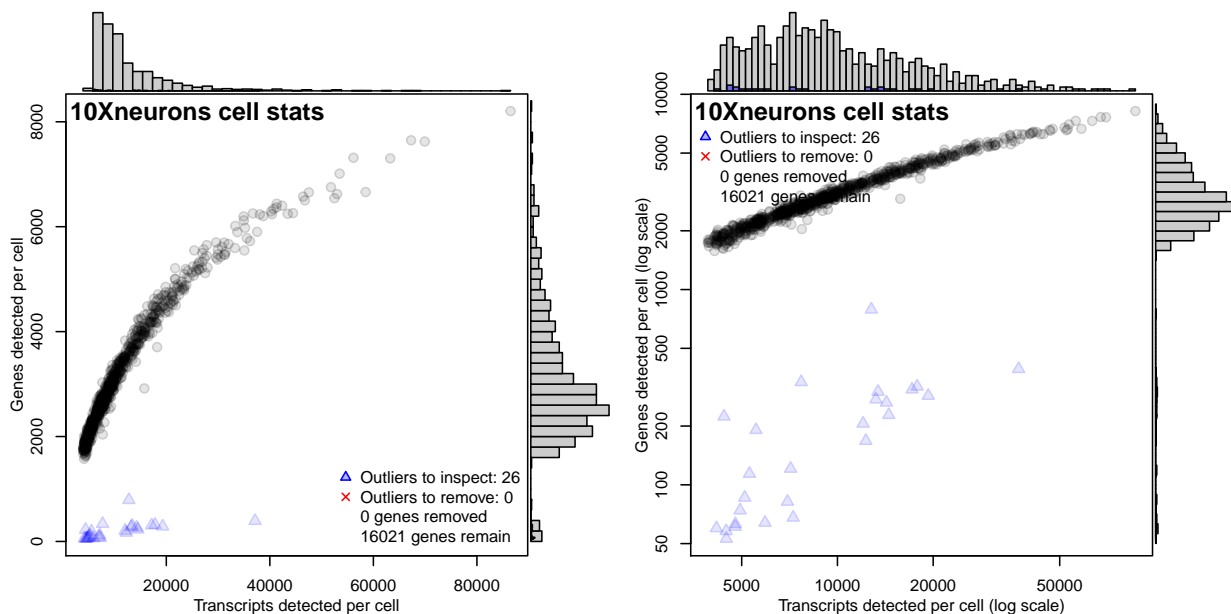 10Xneurons cell stats
8000
6000
4000
2000
0
Genes detected per cell
Outliers to inspect: 26
Outliers to remove: 0
0 genes removed
16021 genes remain
20000 40000 60000 80000
Transcripts detected per cell
10Xneurons cell stats
Outliers to inspect: 26
Outliers to remove: 0
0 genes removed
16021 genes remain
10000
5000
2000
1000
500
200
100
50
Genes detected per cell (log scale)
5000 10000 20000 50000
Transcripts detected per cell (log scale)